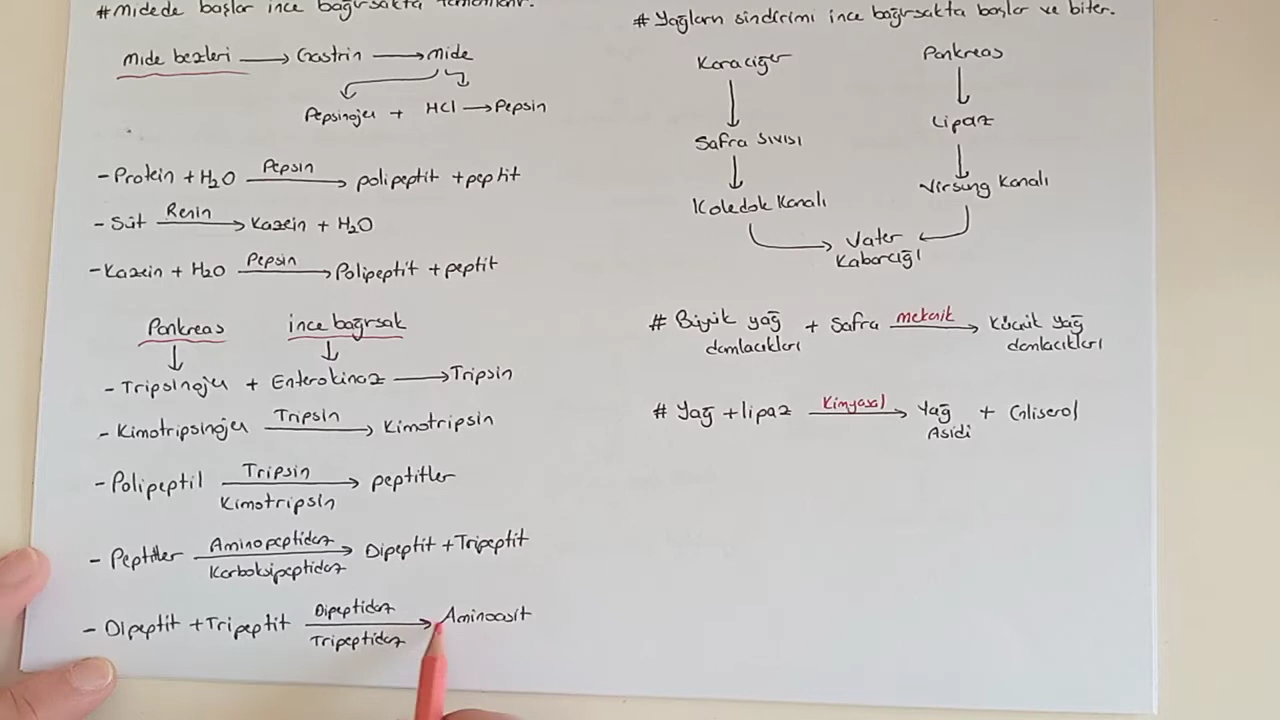 #Midede başlar ince bağırsakta tamamlanır.
Mide bezleri → Gastrin → Mide
Pepsinojen + HCl → Pepsin
- Protein + H₂O Pepsin → polipeptit + peptit
- Süt Renin → Kazein + H₂O
- Kazein + H₂O Pepsin → Polipeptit + peptit
Pankreas ince bağırsak
- Tripsinojen + Enterokinaz → Tripsin
- Kimotripsinojen Tripsin → Kimotripsin
- Polipeptit Tripsin → peptitler
Kimotripsin
- Peptitler Aminopeptidaz → Dipeptit + Tripeptit
Karboksipeptidaz
- Dipeptit + Tripeptit Dipeptidaz → Aminoasit
Tripeptidaz
# Yağların sindirimi ince bağırsakta başlar ve biter.
Karaciğer Pankreas
Safra sıvısı Lipaz
Koledok Kanalı Virsung Kanalı
Vater
Kabarcığı
# Büyük yağ damlacıkları + Safra mekanik → Küçük yağ damlacıkları
# Yağ + lipaz Kimyasal → Yağ Asidi + Gliserol